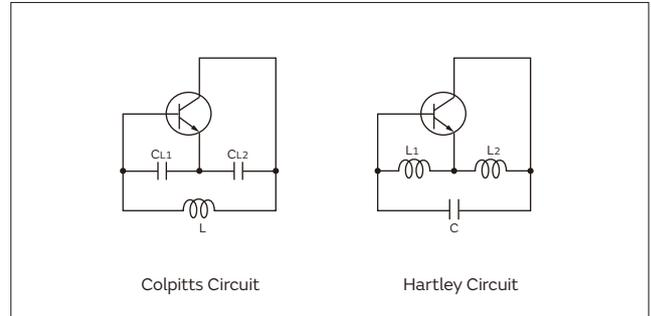 CL1 CL2
L
Colpitts Circuit
L1 L2
C
Hartley Circuit